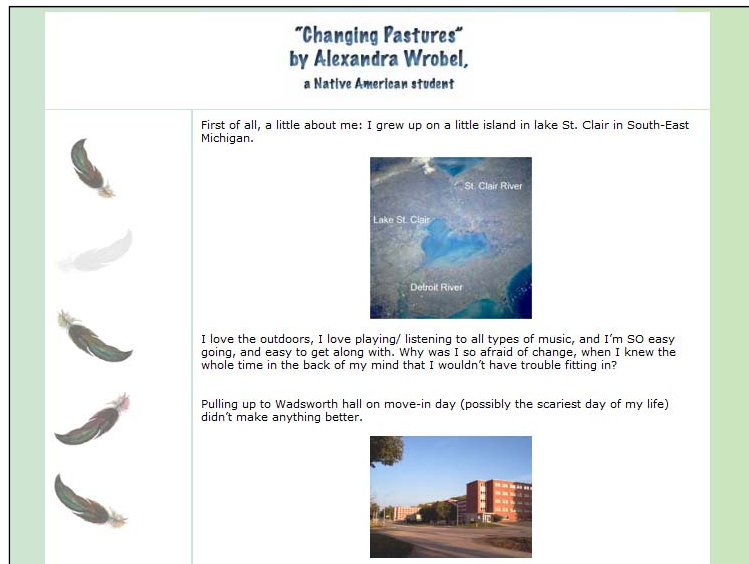 "Changing Pastures"
by Alexandra Wrobel,
a Native American student
First of all, a little about me: I grew up on a little island in lake St. Clair in South-East
Michigan.
St. Clair River
Lake St. Clair
Detroit River
I love the outdoors, I love playing/ listening to all types of music, and I'm SO easy
going, and easy to get along with. Why was I so afraid of change, when I knew the
whole time in the back of my mind that I wouldn't have trouble fitting in?
Pulling up to Wadsworth hall on move-in day (possibly the scariest day of my life)
didn't make anything better.